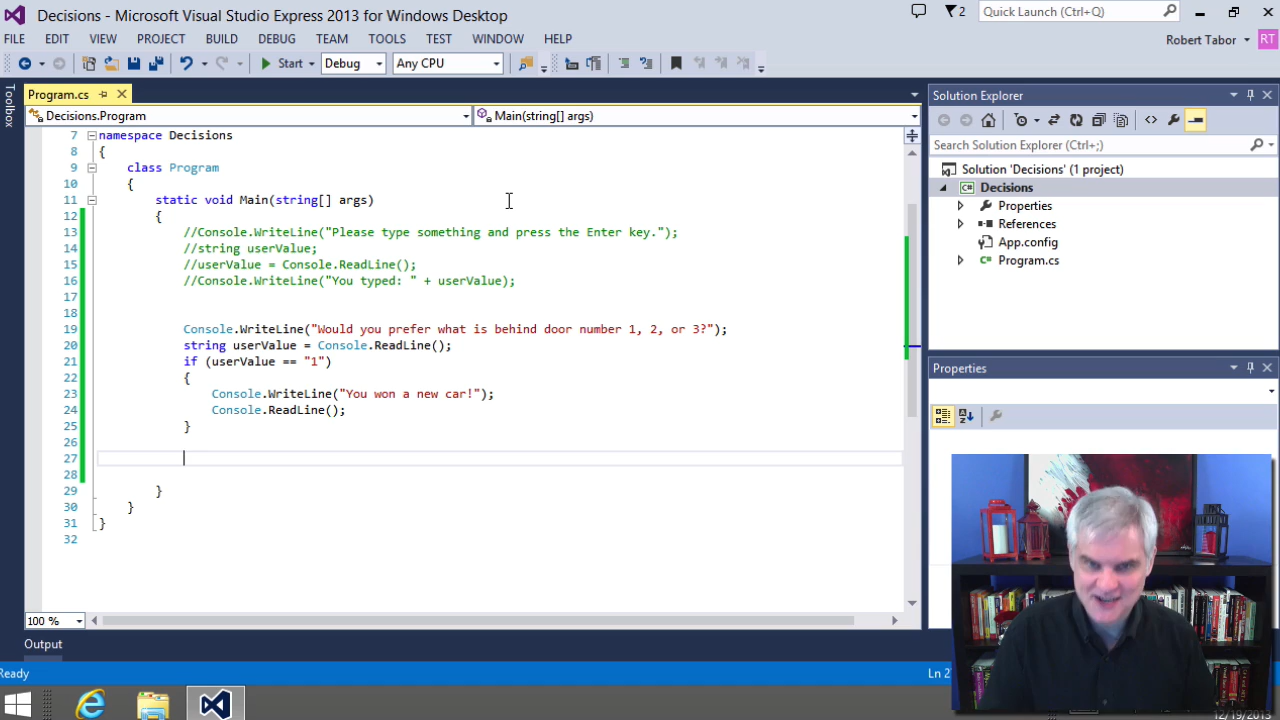 Decisions - Microsoft Visual Studio Express 2013 for Windows Desktop
2
Quick Launch (Ctrl+Q)
FILE EDIT VIEW PROJECT BUILD DEBUG TEAM TOOLS TEST WINDOW HELP
Robert Tabor RT
Start Debug Any CPU
Toolbox
Program.cs
Decisions.Program
Main(string[] args)
7 namespace Decisions
8 {
9 class Program
10 {
11 static void Main(string[] args)
12 {
13 //Console.WriteLine("Please type something and press the Enter key.");
14 //string userValue;
15 //userValue = Console.ReadLine();
16 //Console.WriteLine("You typed: " + userValue);
17
18
19 Console.WriteLine("Would you prefer what is behind door number 1, 2, or 3?");
20 string userValue = Console.ReadLine();
21 if (userValue == "1")
22 {
23 Console.WriteLine("You won a new car!");
24 Console.ReadLine();
25 }
26
27
28
29 }
30 }
31 }
32
100 %
Output
Ready
Ln 2
Solution Explorer
Search Solution Explorer (Ctrl+;)
Solution 'Decisions' (1 project)
C# Decisions
Properties
References
App.config
C# Program.cs
Properties
12/19/2013